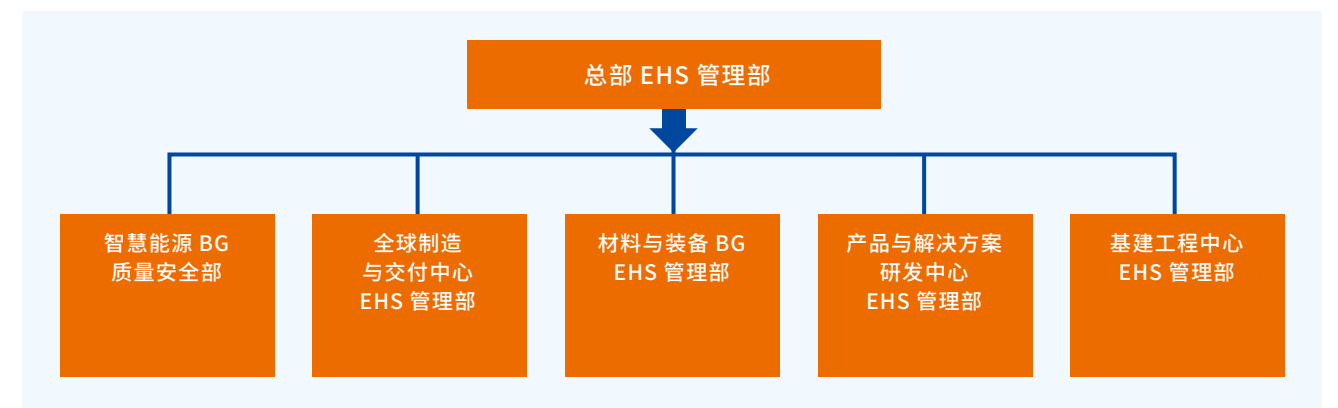 总部 EHS 管理部
智慧能源 BG
质量安全部
全球制造
与交付中心
EHS 管理部
材料与装备 BG
EHS 管理部
产品与解决方案
研发中心
EHS 管理部
基建工程中心
EHS 管理部